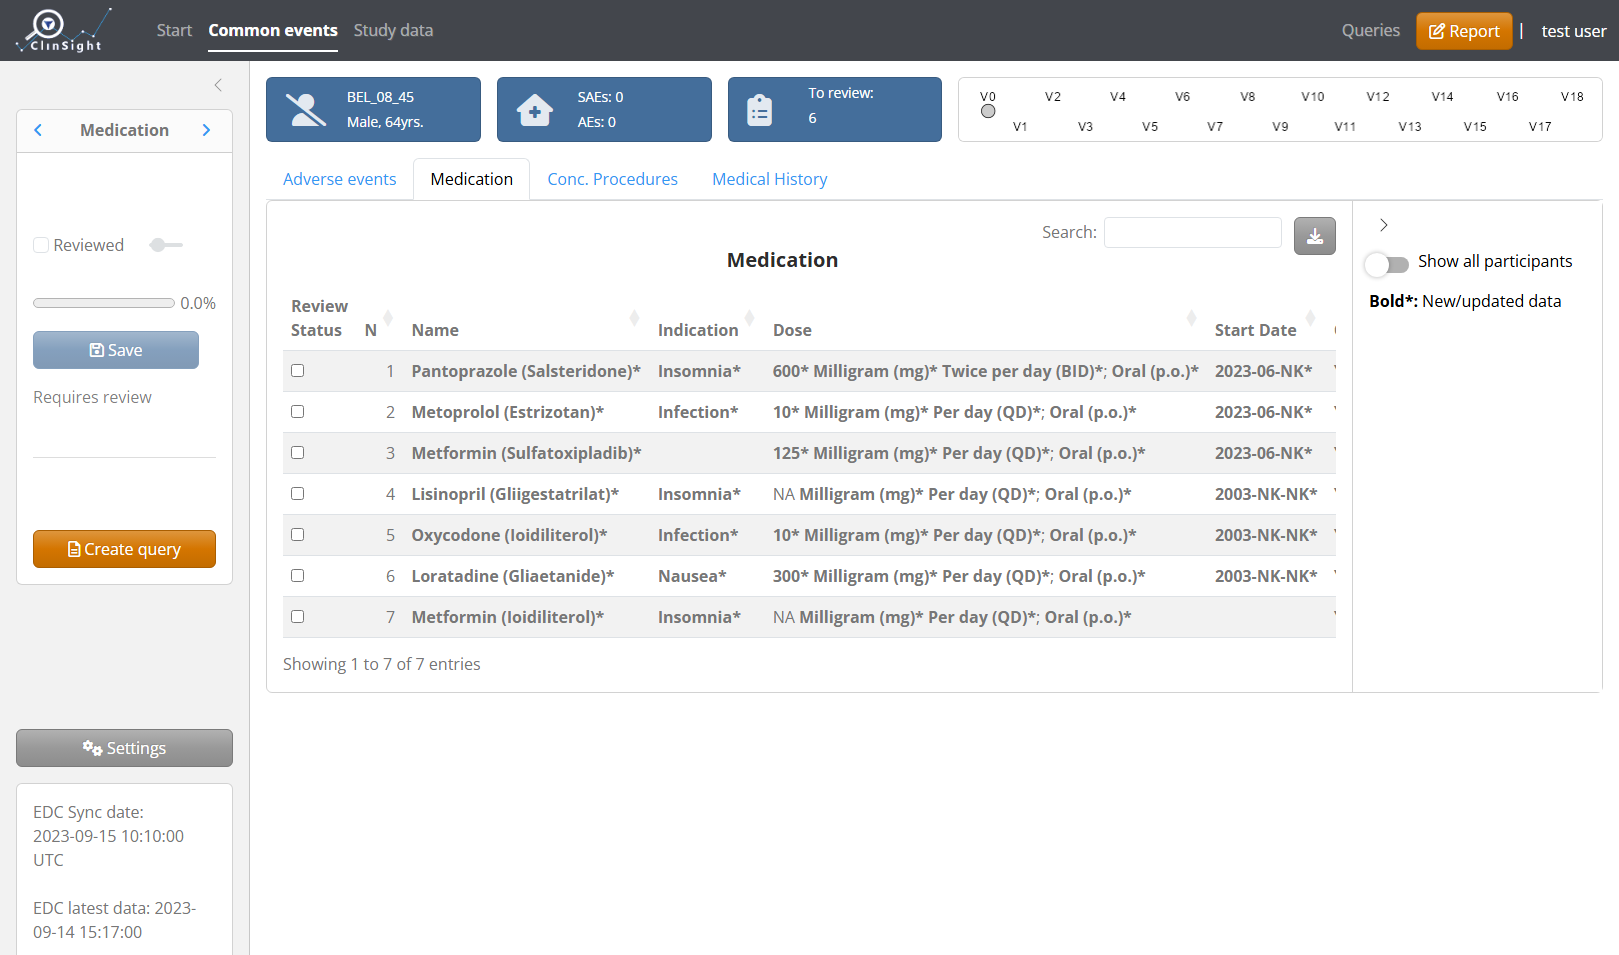 ClinSight
Start Common events Study data
Queries Report | test user
Medication
Reviewed
0.0%
Save
Requires review
Create query
Settings
EDC Sync date:
2023-09-15 10:10:00
UTC
EDC latest data: 2023-
09-14 15:17:00
BEL_08_45
Male, 64yrs.
SAEs: 0
AEs: 0
To review:
6
V0 V2 V4 V6 V8 V10 V12 V14 V16 V18
V1 V3 V5 V7 V9 V11 V13 V15 V17
Adverse events Medication Conc. Procedures Medical History
Search:
Medication
Review
Status N Name Indication Dose Start Date
1 Pantoprazole (Salsteridone)* Insomnia* 600* Milligram (mg)* Twice per day (BID)*; Oral (p.o.)* 2023-06-NK*
2 Metoprolol (Estrizotan)* Infection* 10* Milligram (mg)* Per day (QD)*; Oral (p.o.)* 2023-06-NK*
3 Metformin (Sulfatoxipladib)* 125* Milligram (mg)* Per day (QD)*; Oral (p.o.)* 2023-06-NK*
4 Lisinopril (Gliigestatrilat)* Insomnia* NA Milligram (mg)* Per day (QD)*; Oral (p.o.)* 2003-NK-NK*
5 Oxycodone (Ioidiliterol)* Infection* 10* Milligram (mg)* Per day (QD)*; Oral (p.o.)* 2003-NK-NK*
6 Loratadine (Gliaetanide)* Nausea* 300* Milligram (mg)* Per day (QD)*; Oral (p.o.)* 2003-NK-NK*
7 Metformin (Ioidiliterol)* Insomnia* NA Milligram (mg)* Per day (QD)*; Oral (p.o.)*
Showing 1 to 7 of 7 entries
Show all participants
Bold*: New/updated data